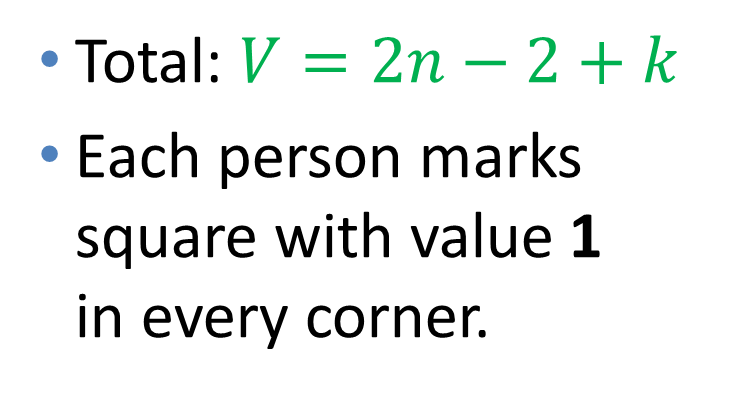 • Total: V = 2n − 2 + k
• Each person marks
square with value 1
in every corner.